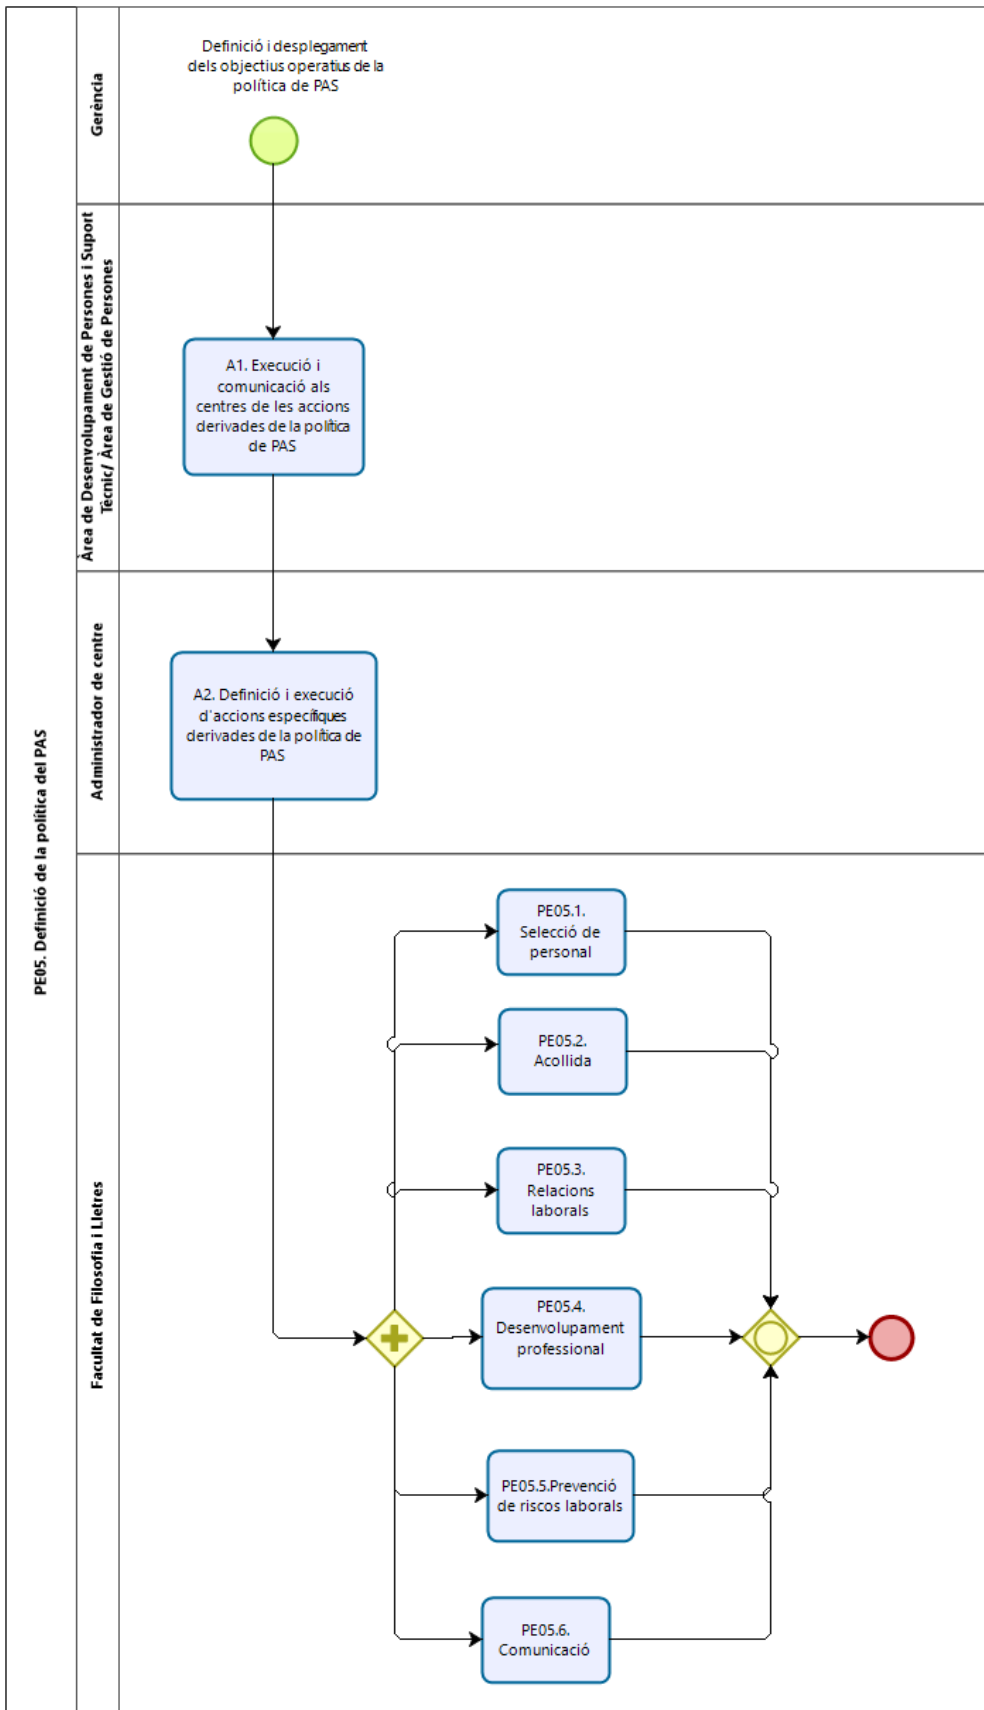 PE05. Definició de la política del PAS
Gerència
Definició i desplegament
dels objectius operatius de la
política de PAS
Àrea de Desenvolupament de Persones i Suport
Tècnic/ Àrea de Gestió de Persones
A1. Execució i
comunicació als
centres de les accions
derivades de la política
de PAS
Administrador de centre
A2. Definició i execució
d'accions específiques
derivades de la política de
PAS
Facultat de Filosofia i Lletres
PE05.1.
Selecció de
personal
PE05.2.
Acollida
PE05.3.
Relacions
laborals
PE05.4.
Desenvolupament
professional
PE05.5.Prevenció
de riscos laborals
PE05.6.
Comunicació